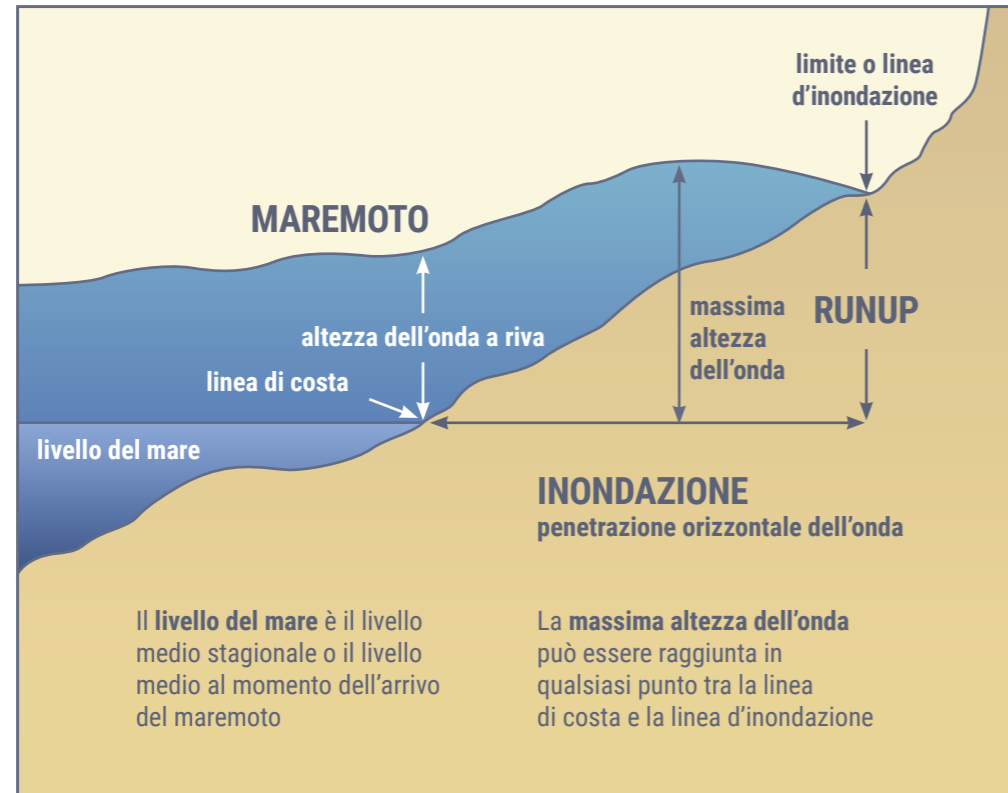 limite o linea
d’inondazione
MAREMOTO
altezza dell’onda a riva
massima
altezza
dell’onda
RUNUP
linea di costa
livello del mare
INONDAZIONE
penetrazione orizzontale dell’onda
Il livello del mare è il livello
medio stagionale o il livello
medio al momento dell’arrivo
del maremoto
La massima altezza dell’onda
può essere raggiunta in
qualsiasi punto tra la linea
di costa e la linea d’inondazione